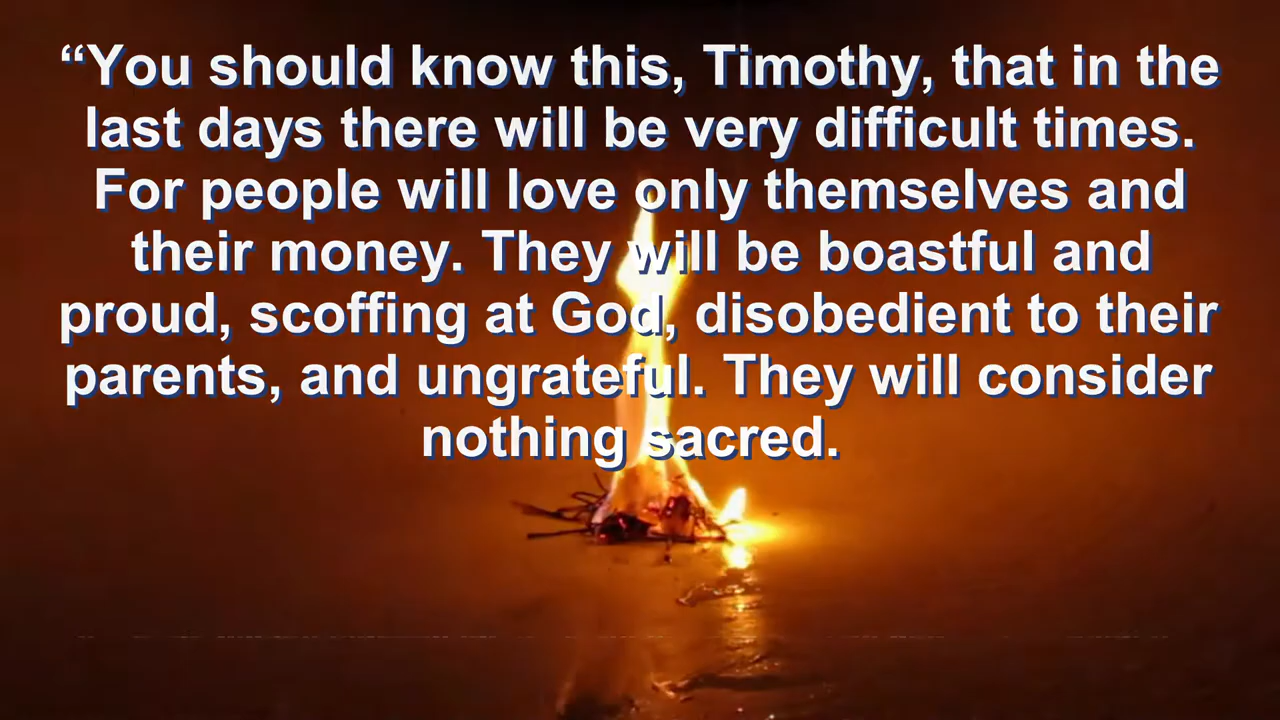 “You should know this, Timothy, that in the
last days there will be very difficult times.
For people will love only themselves and
their money. They will be boastful and
proud, scoffing at God, disobedient to their
parents, and ungrateful. They will consider
nothing sacred.